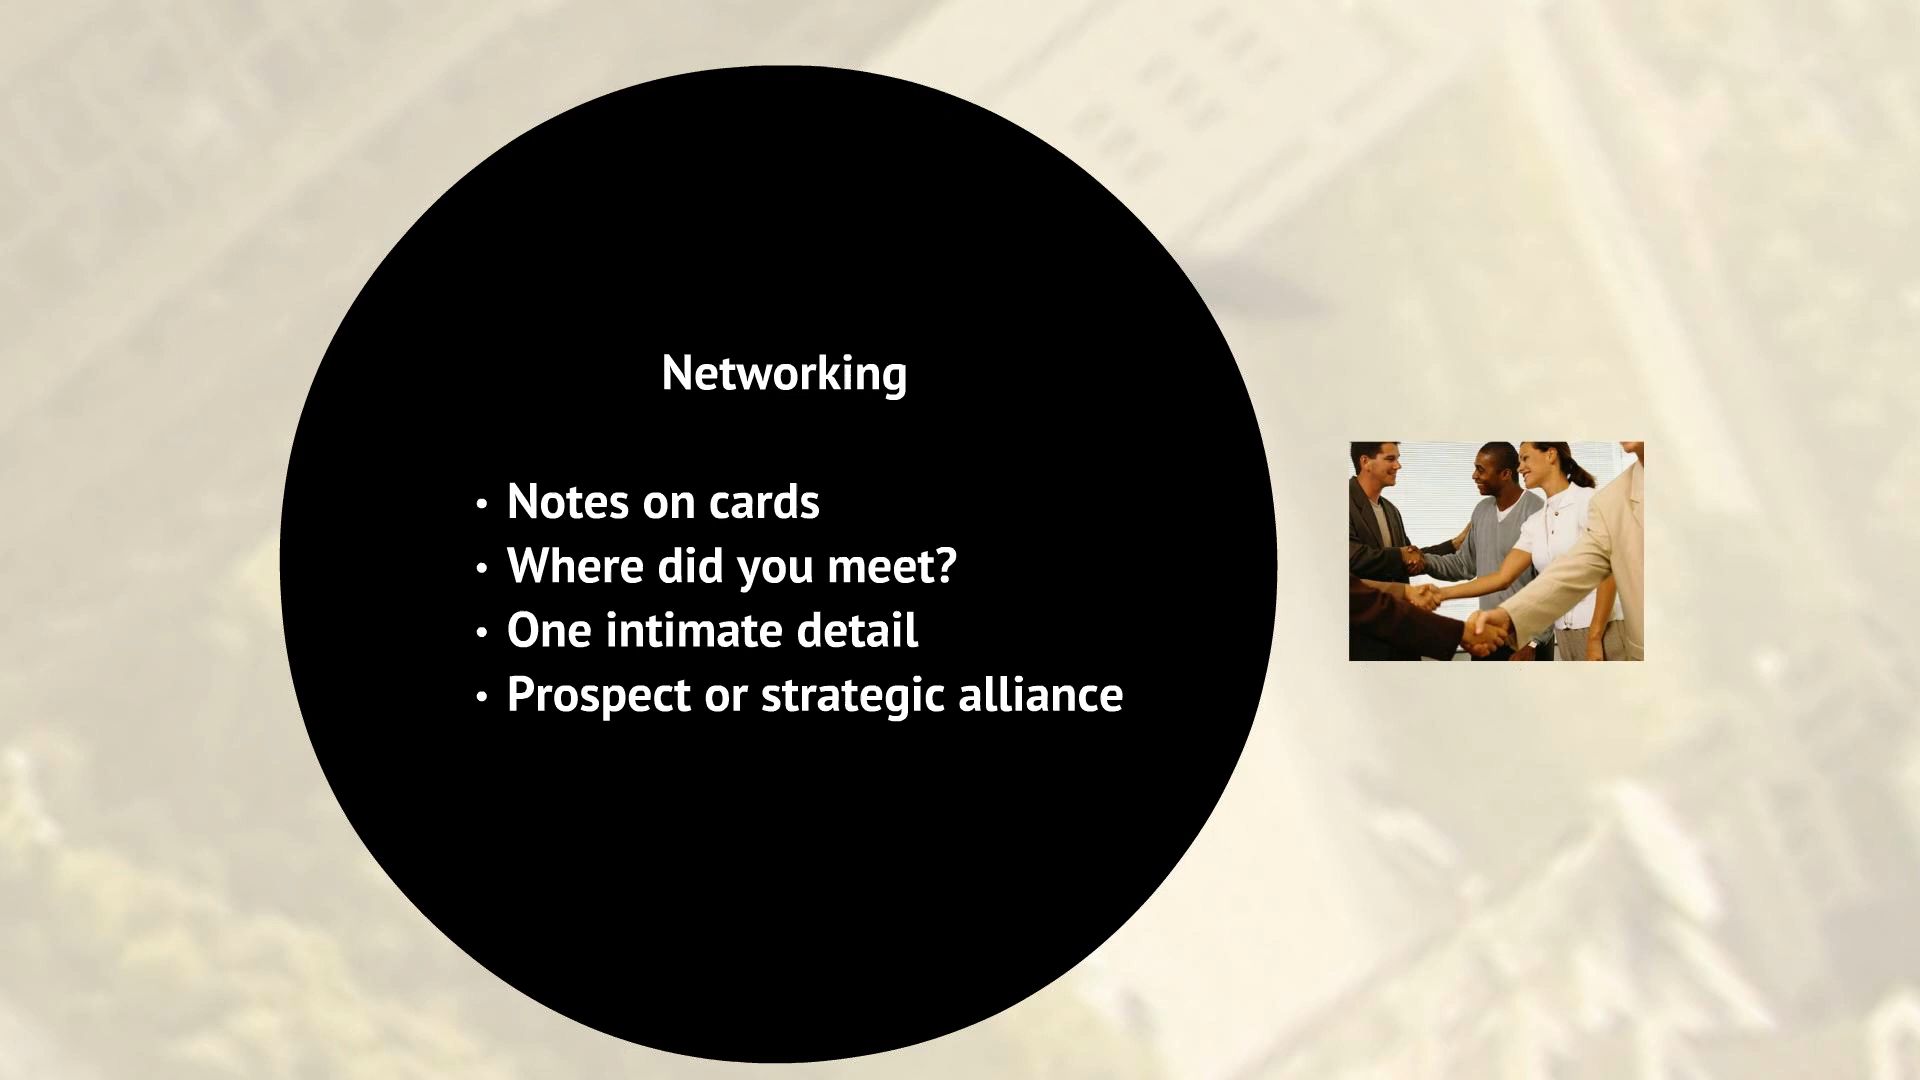 Networking
• Notes on cards
• Where did you meet?
• One intimate detail
• Prospect or strategic alliance